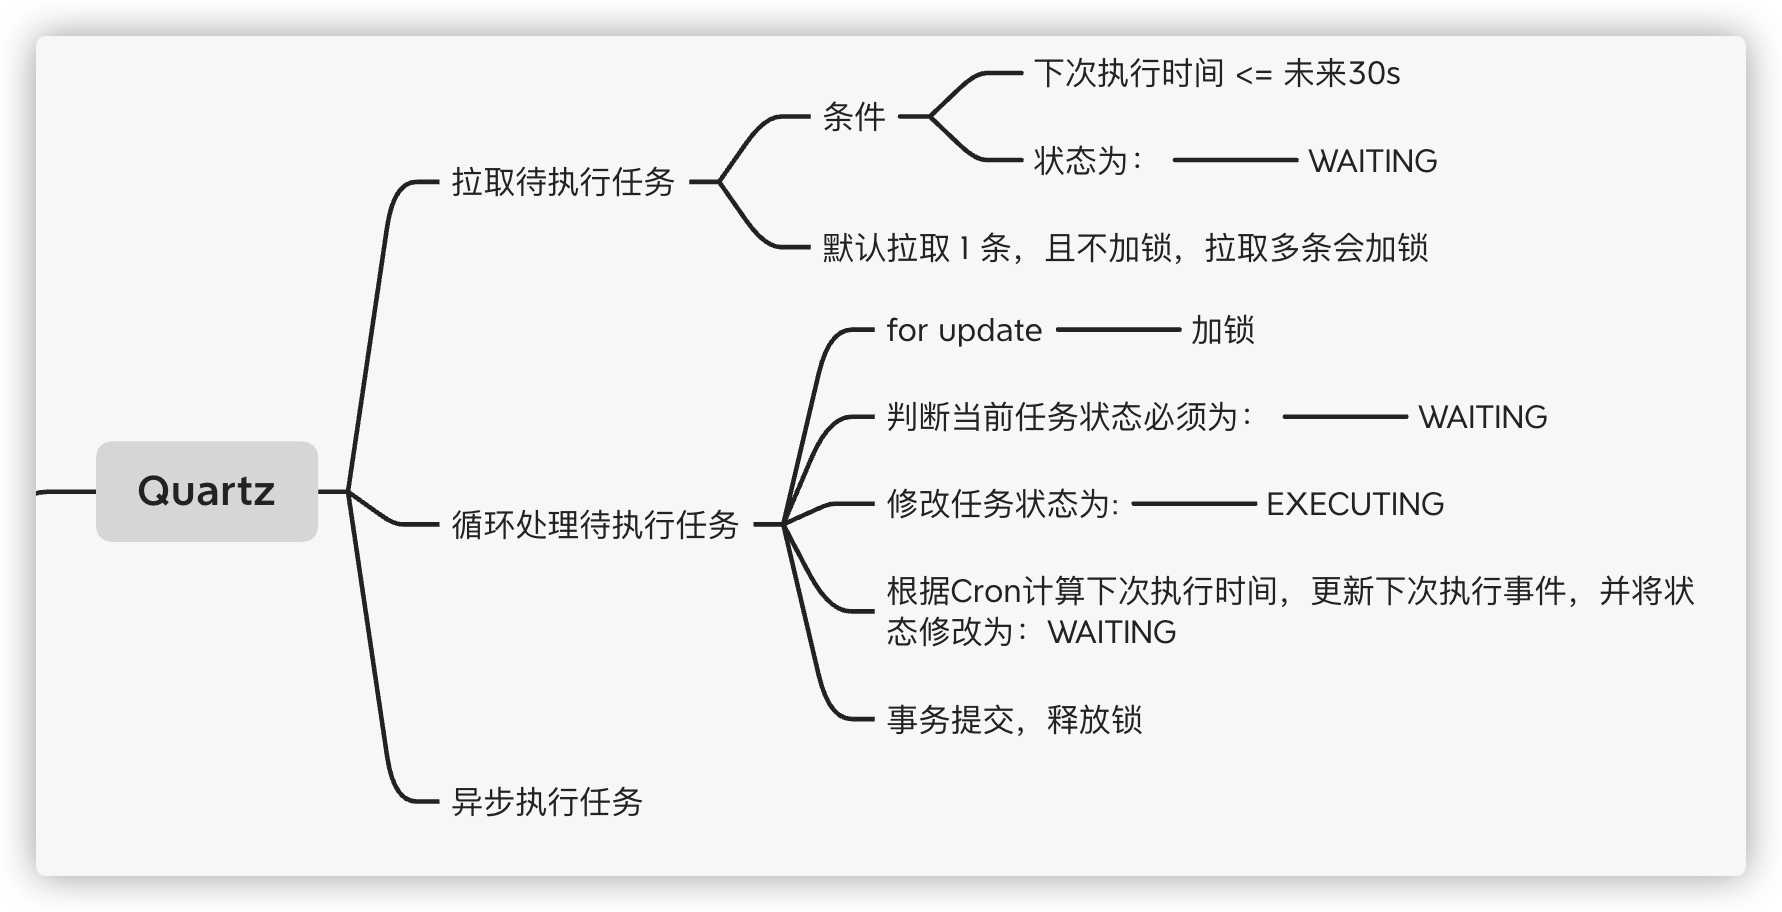 Quartz
拉取待执行任务
条件
下次执行时间 <= 未来30s
状态为：
WAITING
默认拉取 1 条，且不加锁，拉取多条会加锁
循环处理待执行任务
for update
加锁
判断当前任务状态必须为：
WAITING
修改任务状态为:
EXECUTING
根据Cron计算下次执行时间，更新下次执行事件，并将状
态修改为：WAITING
事务提交，释放锁
异步执行任务